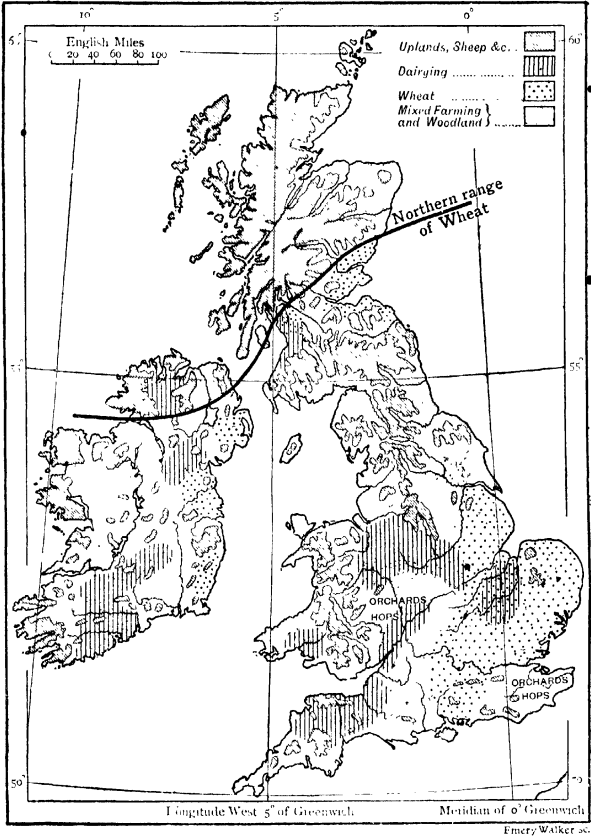 10° 5° 0°
English Miles
0 20 40 60 80 100
Uplands, Sheep &c. .
Dairying ............
Wheat ..........
Mixed Farming
and Woodland} ......
60°
Northern range
of Wheat
55° 55°
ORCHARDS
HOPS
ORCHARDS
HOPS
50°
Longitude West 5° of Greenwich Meridian of 0° Greenwich
Emery Walker sc.